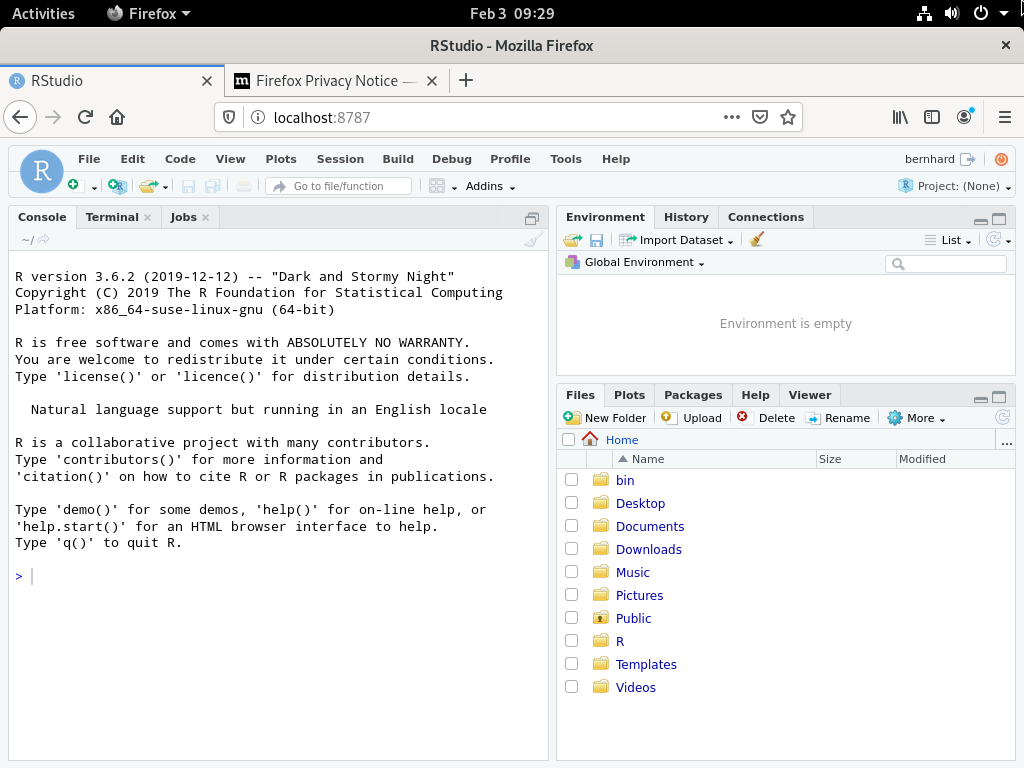 Activities Firefox Feb 3 09:29
RStudio - Mozilla Firefox
RStudio
Firefox Privacy Notice —
localhost:8787
R
File Edit Code View Plots Session Build Debug Profile Tools Help
bernhard
Go to file/function
Addins
Project: (None)
Console Terminal Jobs
~/
R version 3.6.2 (2019-12-12) -- "Dark and Stormy Night"
Copyright (C) 2019 The R Foundation for Statistical Computing
Platform: x86_64-suse-linux-gnu (64-bit)
R is free software and comes with ABSOLUTELY NO WARRANTY.
You are welcome to redistribute it under certain conditions.
Type 'license()' or 'licence()' for distribution details.
Natural language support but running in an English locale
R is a collaborative project with many contributors.
Type 'contributors()' for more information and
'citation()' on how to cite R or R packages in publications.
Type 'demo()' for some demos, 'help()' for on-line help, or
'help.start()' for an HTML browser interface to help.
Type 'q()' to quit R.
>
Environment History Connections
Import Dataset
List
Global Environment
Environment is empty
Files Plots Packages Help Viewer
New Folder Upload Delete Rename More
Home
...
Name Size Modified
bin
Desktop
Documents
Downloads
Music
Pictures
Public
R
Templates
Videos